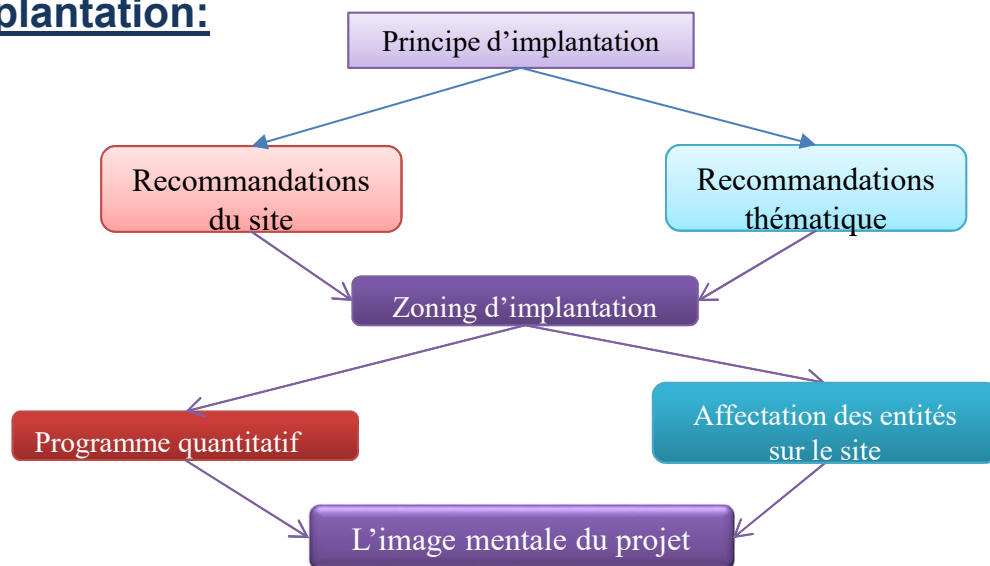 plantation:
Principe d’implantation
Recommandations
du site
Recommandations
thématique
Zoning d’implantation
Programme quantitatif
Affectation des entités
sur le site
L’image mentale du projet